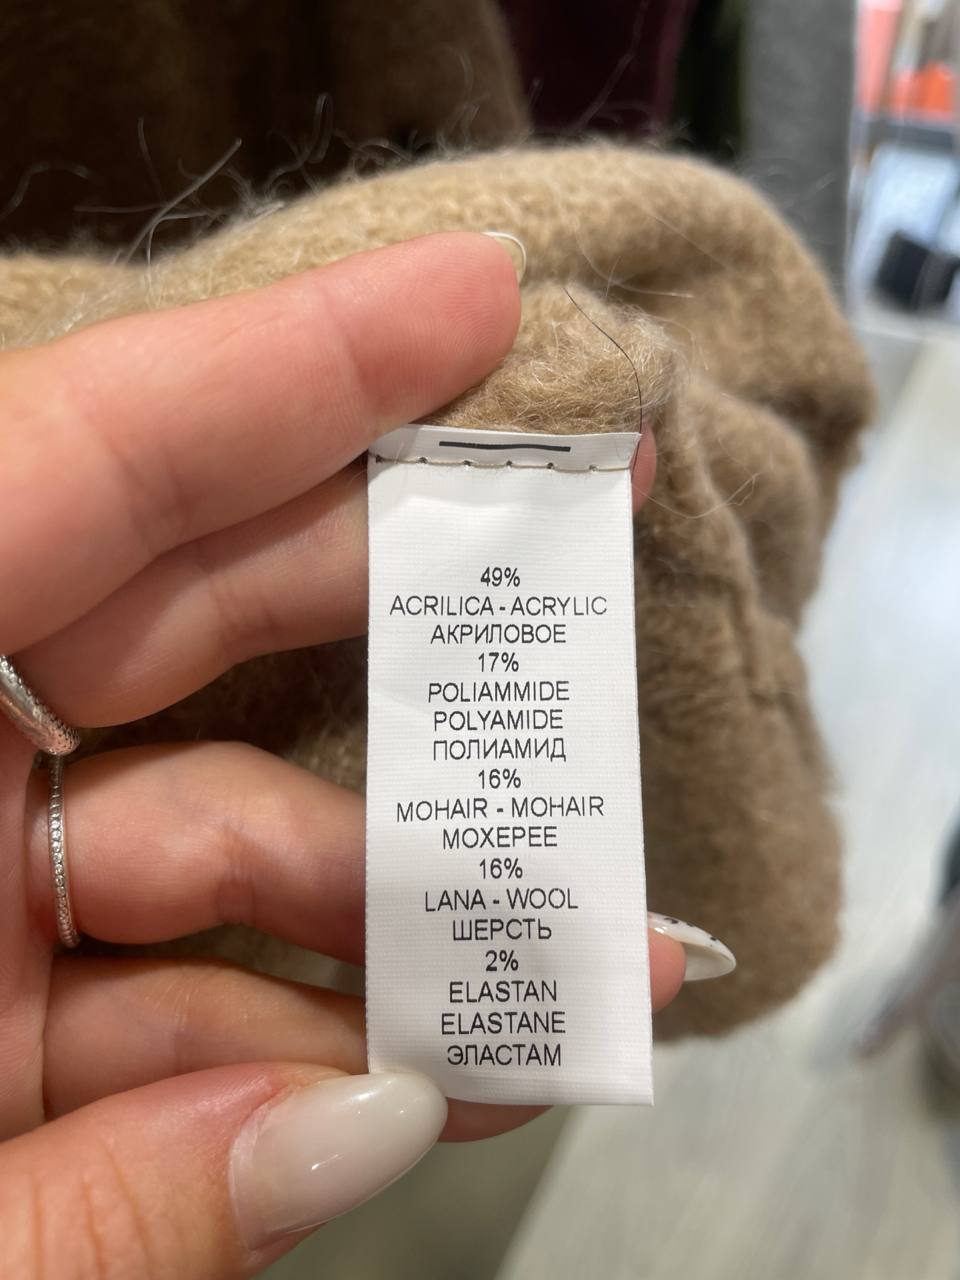 49%
ACRILICA - ACRYLIC
АКРИЛОВОЕ
17%
POLIAMMIDE
POLYAMIDE
ПОЛИАМИД
16%
MOHAIR - MOHAIR
МОХЕРЕЕ
16%
LANA - WOOL
ШЕРСТЬ
2%
ELASTAN
ELASTANE
ЭЛАСТАМ